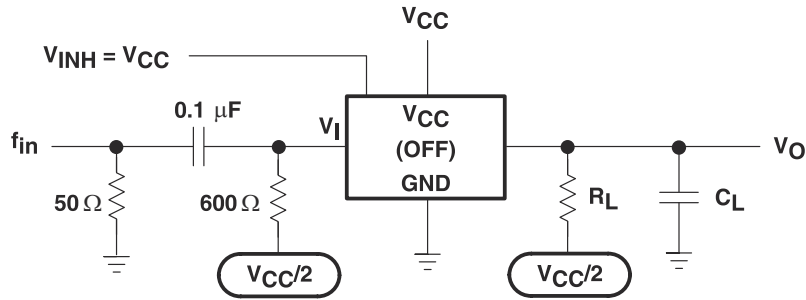 VCC
VINH = VCC
0.1 μF
fin
VI
VCC
(OFF)
GND
VO
50 Ω
600 Ω
RL
CL
VCC/2
VCC/2